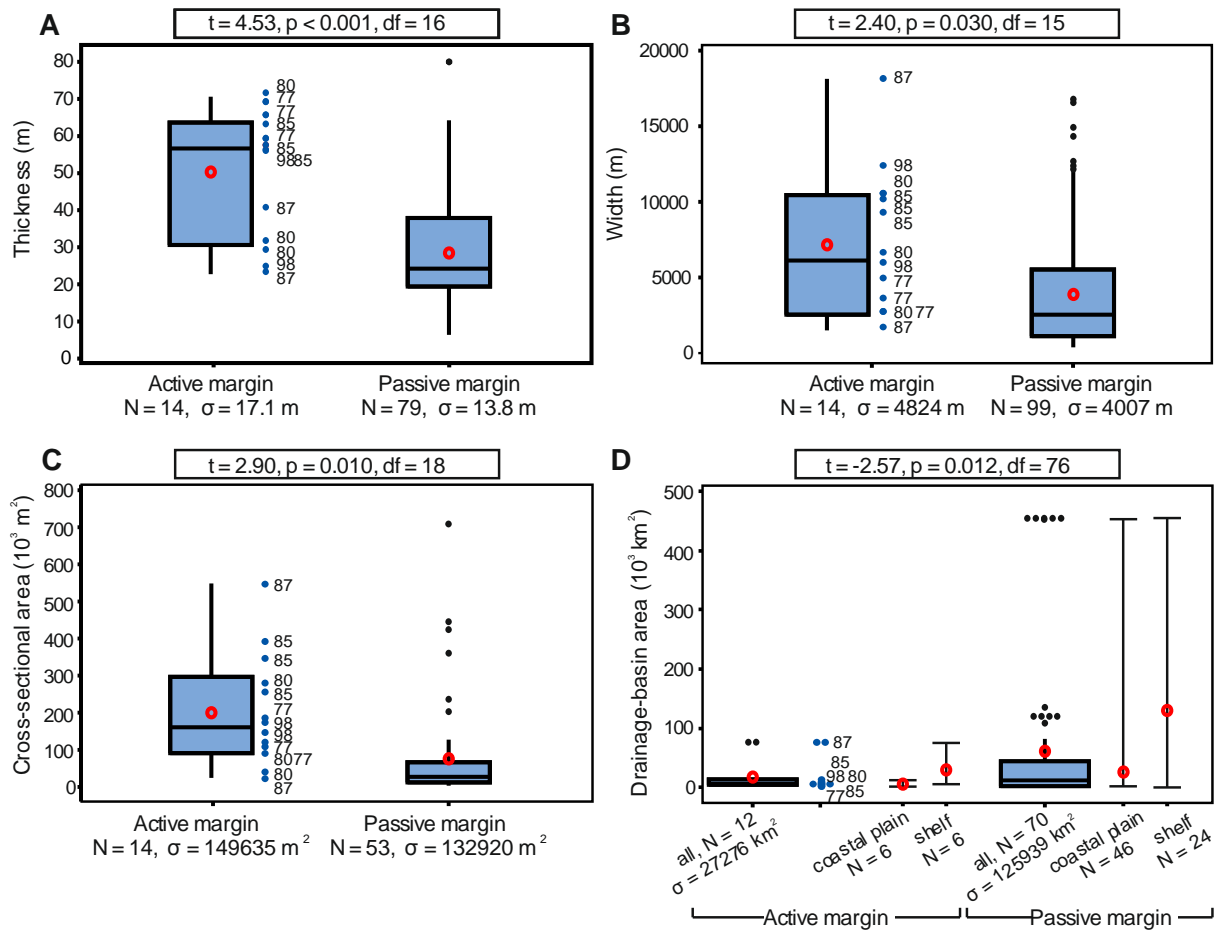 A
t = 4.53, p < 0.001, df = 16
Thickness (m)
80
70
60
50
40
30
20
10
0
80
77
77
85
77
85
9885
87
80
80
98
87
Active margin
N = 14, σ = 17.1 m
Passive margin
N = 79, σ = 13.8 m
B
t = 2.40, p = 0.030, df = 15
Width (m)
20000
15000
10000
5000
0
87
98
80
85
85
85
80
98
77
77
80 77
87
Active margin
N = 14, σ = 4824 m
Passive margin
N = 99, σ = 4007 m
C
t = 2.90, p = 0.010, df = 18
Cross-sectional area (10³ m²)
800
700
600
500
400
300
200
100
0
87
85
85
80
85
77
98
98
77
8077
80
87
Active margin
N = 14, σ = 149635 m²
Passive margin
N = 53, σ = 132920 m²
D
t = -2.57, p = 0.012, df = 76
Drainage-basin area (10³ km²)
500
400
300
200
100
0
87
85
98 80
77 85
all, N = 12
σ = 27276 km²
coastal plain
N = 6
shelf
N = 6
all, N = 70
σ = 125939 km²
coastal plain
N = 46
shelf
N = 24
Active margin
Passive margin